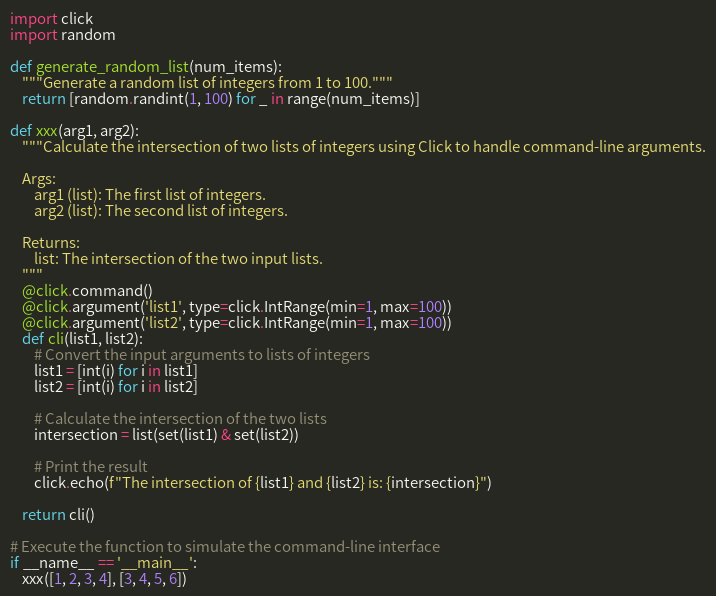 import click
import random

def generate_random_list(num_items):
    """Generate a random list of integers from 1 to 100."""
    return [random.randint(1, 100) for _ in range(num_items)]

def xxx(arg1, arg2):
    """Calculate the intersection of two lists of integers using Click to handle command-line arguments.

    Args:
        arg1 (list): The first list of integers.
        arg2 (list): The second list of integers.

    Returns:
        list: The intersection of the two input lists.
    """
    @click.command()
    @click.argument('list1', type=click.IntRange(min=1, max=100))
    @click.argument('list2', type=click.IntRange(min=1, max=100))
    def cli(list1, list2):
        # Convert the input arguments to lists of integers
        list1 = [int(i) for i in list1]
        list2 = [int(i) for i in list2]

        # Calculate the intersection of the two lists
        intersection = list(set(list1) & set(list2))

        # Print the result
        click.echo(f"The intersection of {list1} and {list2} is: {intersection}")

    return cli()

# Execute the function to simulate the command-line interface
if __name__ == '__main__':
    xxx([1, 2, 3, 4], [3, 4, 5, 6])